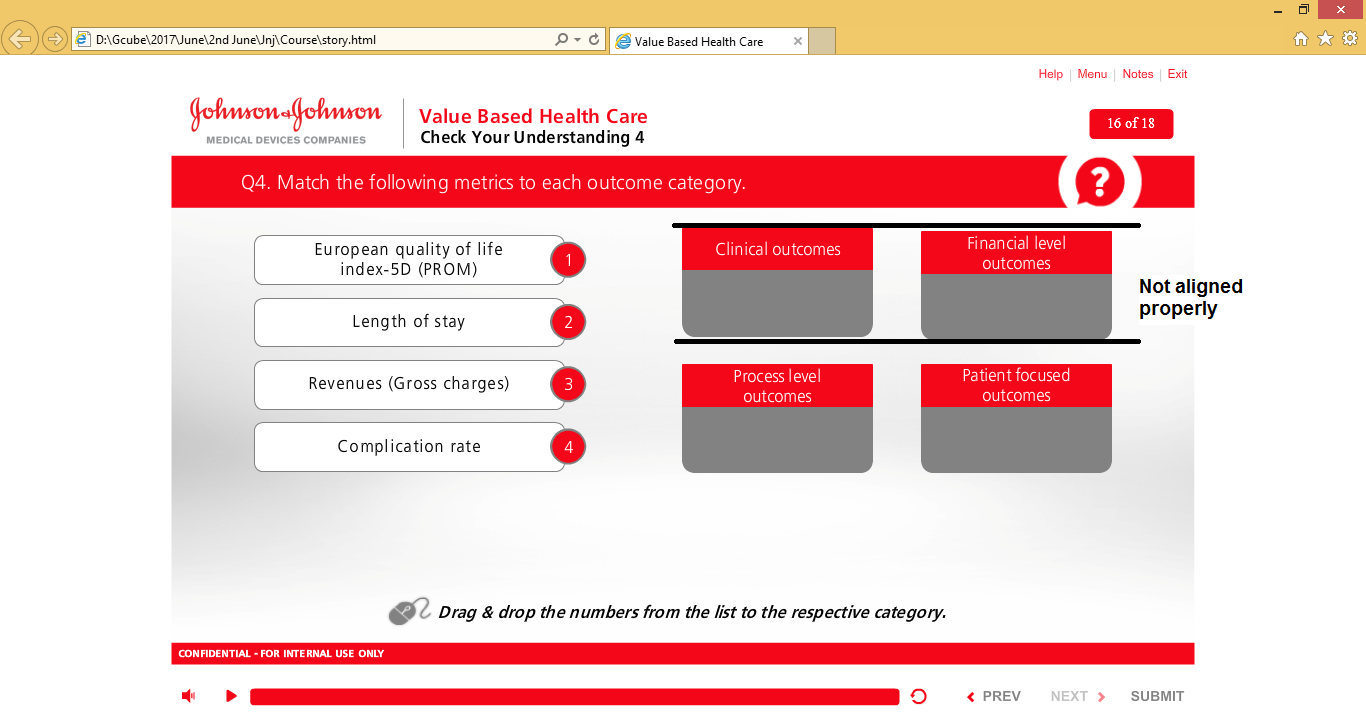 D:\Gcube\2017\June\2nd June\Jnj\Course\story.html
Value Based Health Care
Help | Menu | Notes | Exit
Johnson & Johnson
MEDICAL DEVICES COMPANIES
Value Based Health Care
Check Your Understanding 4
16 of 18
Q4. Match the following metrics to each outcome category.
?
European quality of life
index-5D (PROM)
1
Length of stay
2
Revenues (Gross charges)
3
Complication rate
4
Clinical outcomes
Financial level
outcomes
Not aligned
properly
Process level
outcomes
Patient focused
outcomes
Drag & drop the numbers from the list to the respective category.
CONFIDENTIAL - FOR INTERNAL USE ONLY
PREV
NEXT
SUBMIT